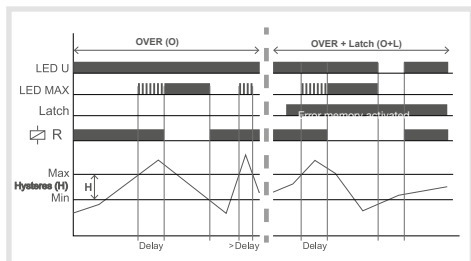 OVER (O)
OVER + Latch (O+L)
LED U
LED MAX
Latch
Error memory activated
R
Max
Hysteres (H)
H
Min
Delay
>Delay
Delay